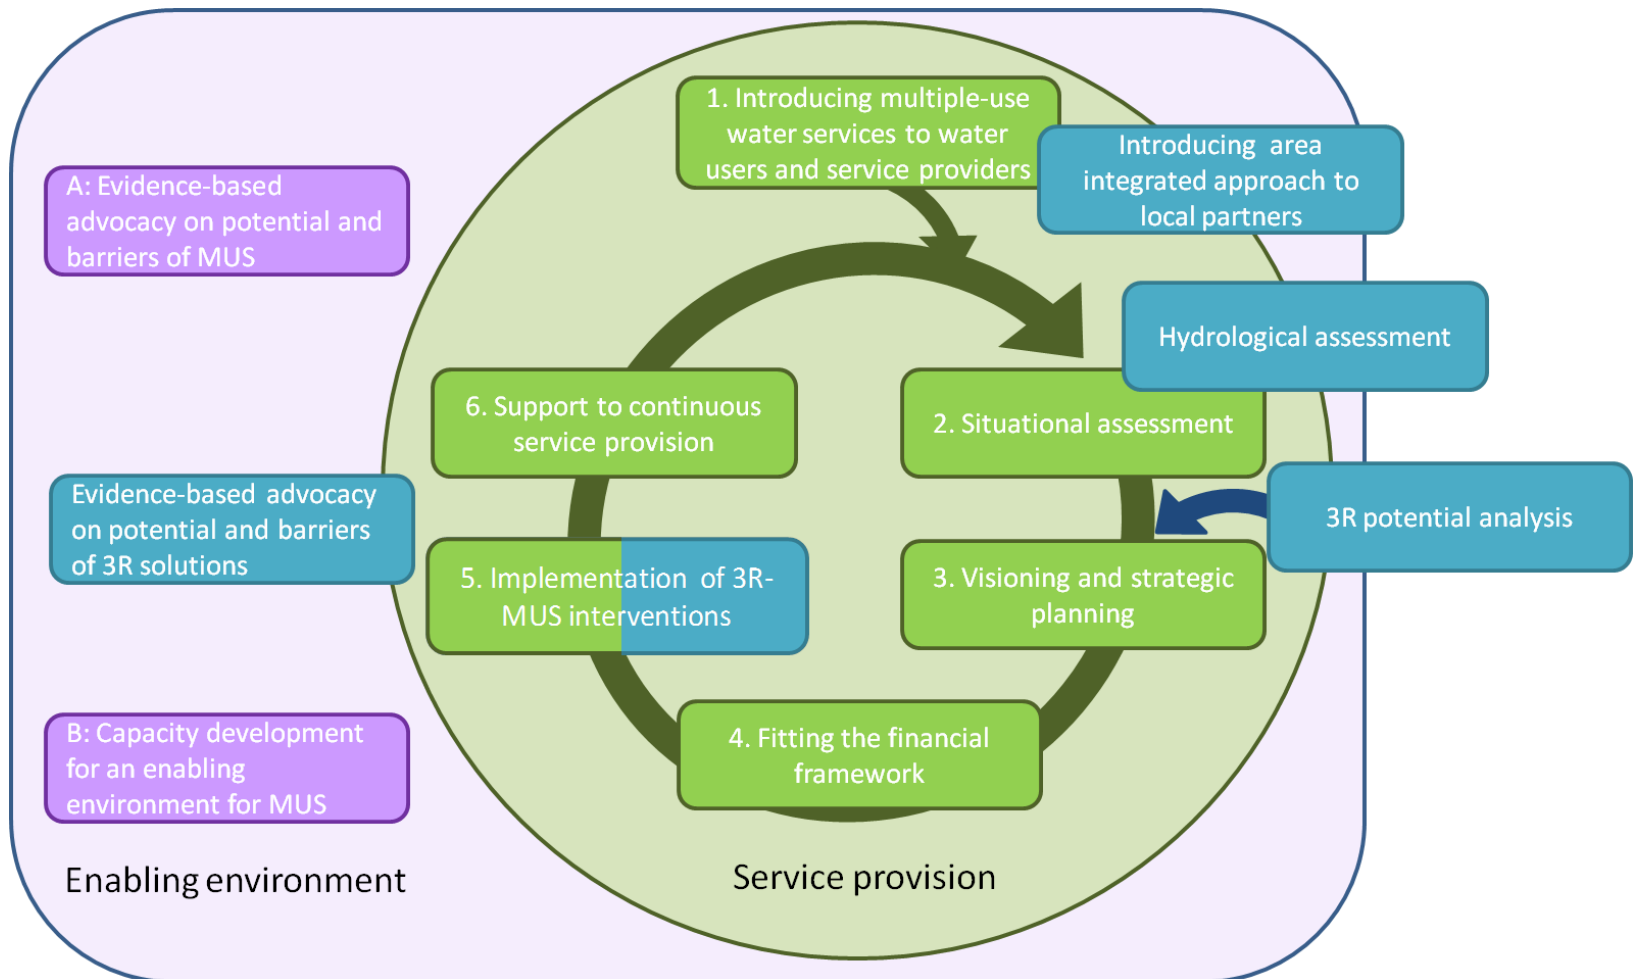 1. Introducing multiple-use
water services to water
users and service providers
Introducing area
integrated approach to
local partners
A: Evidence-based
advocacy on potential and
barriers of MUS
Hydrological assessment
6. Support to continuous
service provision
2. Situational assessment
Evidence-based advocacy
on potential and barriers
of 3R solutions
3R potential analysis
5. Implementation of 3R-
MUS interventions
3. Visioning and strategic
planning
B: Capacity development
for an enabling
environment for MUS
4. Fitting the financial
framework
Enabling environment
Service provision